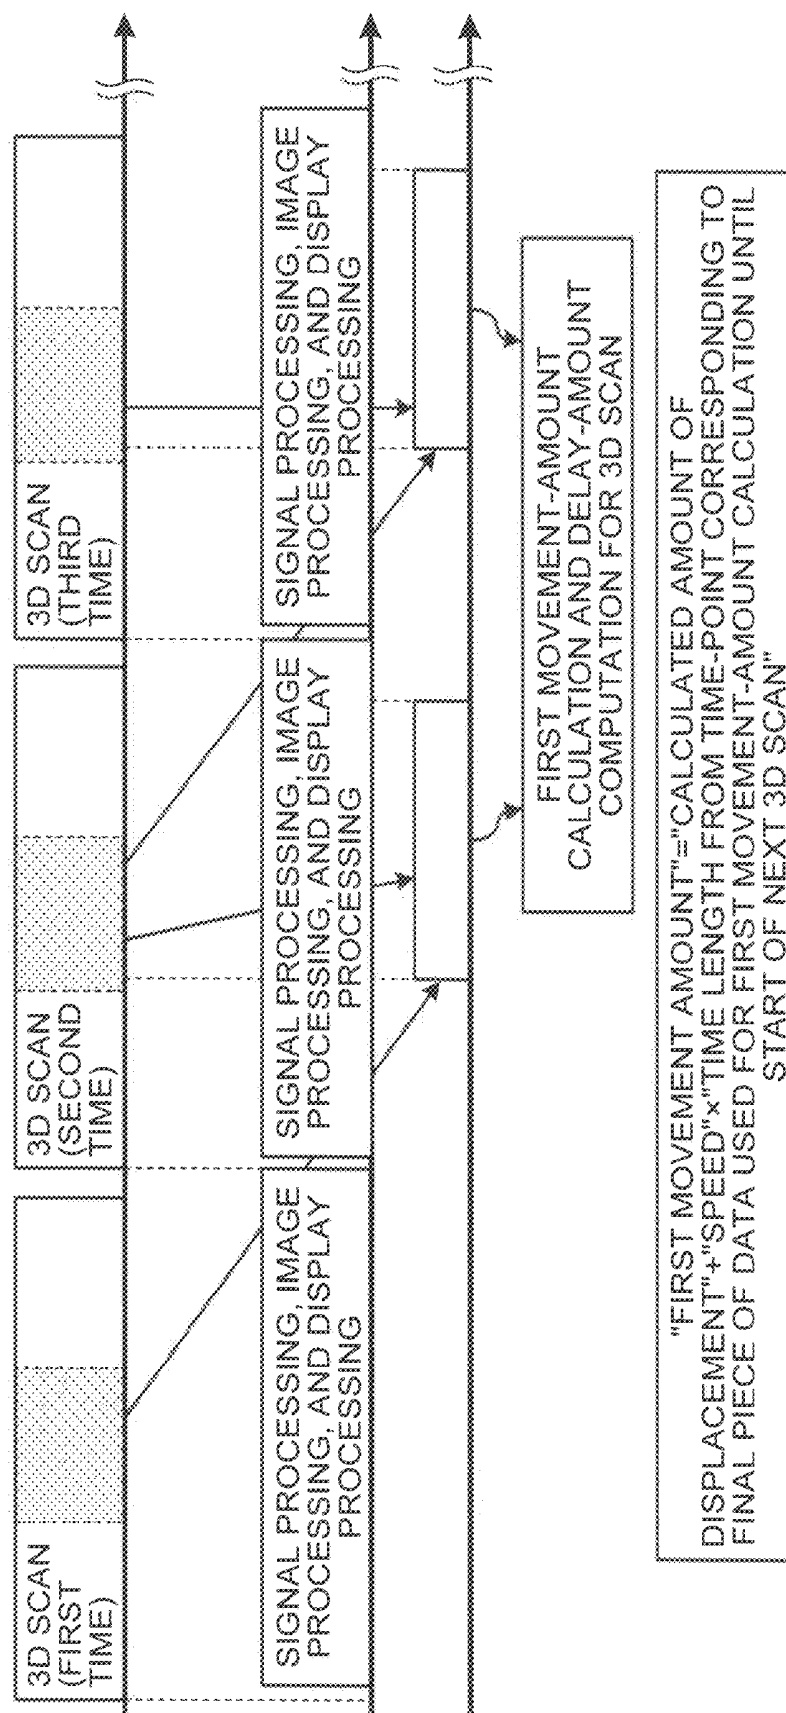 3D SCAN
(FIRST
TIME)
3D SCAN
(SECOND
TIME)
3D SCAN
(THIRD
TIME)
SIGNAL PROCESSING, IMAGE
PROCESSING, AND DISPLAY
PROCESSING
SIGNAL PROCESSING, IMAGE
PROCESSING, AND DISPLAY
PROCESSING
SIGNAL PROCESSING, IMAGE
PROCESSING, AND DISPLAY
PROCESSING
FIRST MOVEMENT-AMOUNT
CALCULATION AND DELAY-AMOUNT
COMPUTATION FOR 3D SCAN
"FIRST MOVEMENT AMOUNT"="CALCULATED AMOUNT OF
DISPLACEMENT"+"SPEED"×"TIME LENGTH FROM TIME-POINT CORRESPONDING TO
FINAL PIECE OF DATA USED FOR FIRST MOVEMENT-AMOUNT CALCULATION UNTIL
START OF NEXT 3D SCAN"